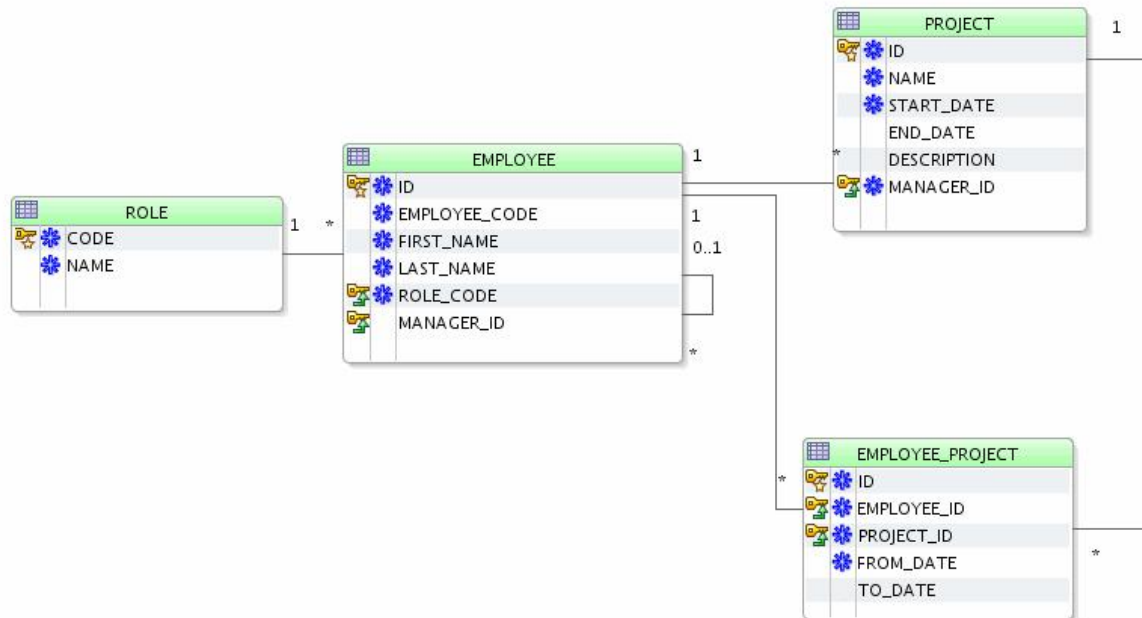 PROJECT
1
ID
NAME
START_DATE
END_DATE
*
DESCRIPTION
MANAGER_ID
EMPLOYEE
1
ID
EMPLOYEE_CODE
1
FIRST_NAME
0..1
LAST_NAME
ROLE_CODE
MANAGER_ID
*
ROLE
1
*
CODE
NAME
EMPLOYEE_PROJECT
*
ID
EMPLOYEE_ID
PROJECT_ID
*
FROM_DATE
TO_DATE